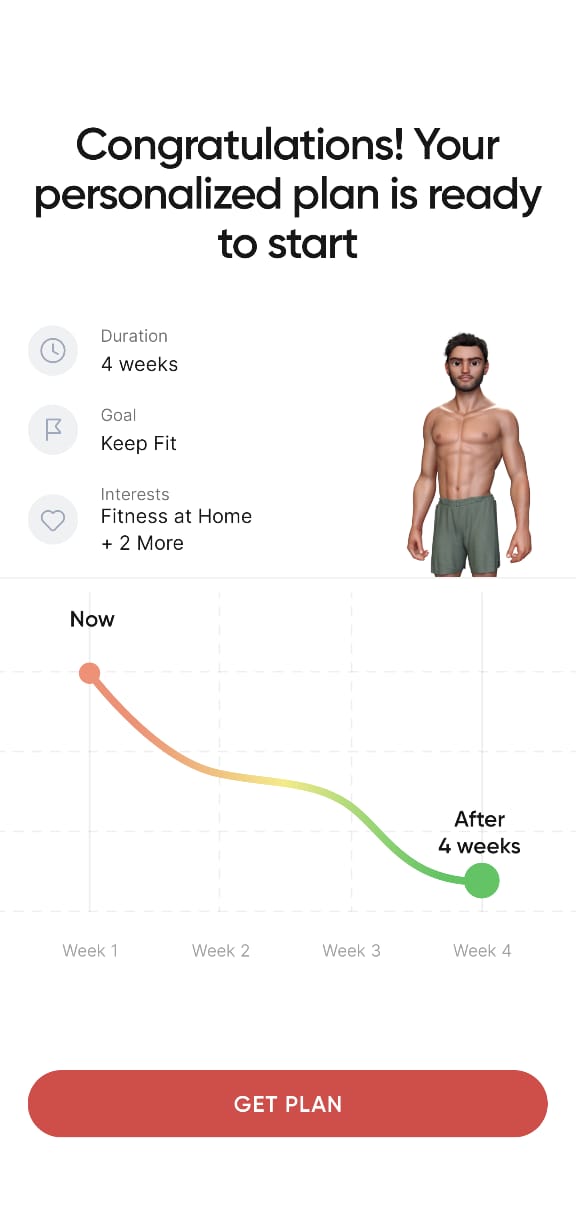 Congratulations! Your
personalized plan is ready
to start
Duration
4 weeks
Goal
Keep Fit
Interests
Fitness at Home
+ 2 More
Now
After
4 weeks
Week 1
Week 2
Week 3
Week 4
GET PLAN